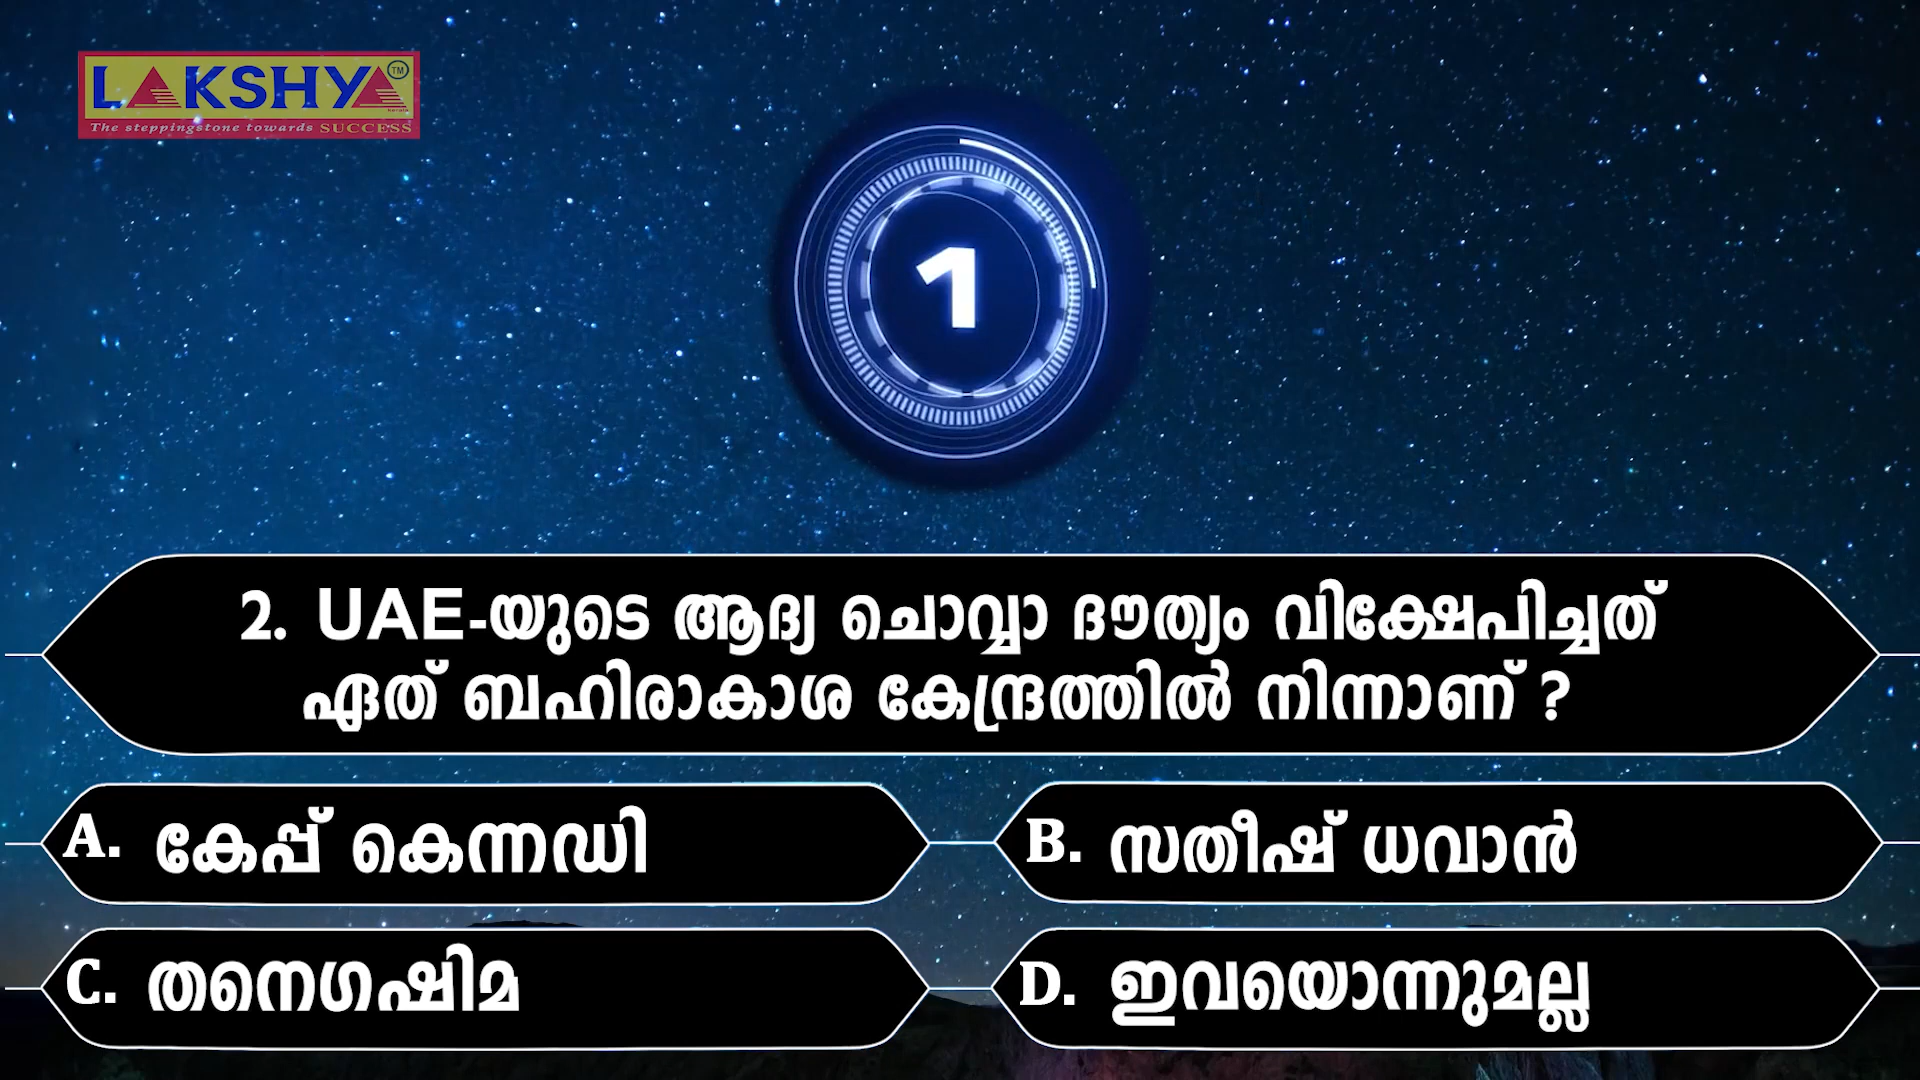 LAKSHYA TM
The steppingstone towards SUCCESS
1
2. UAE-യുടെ ആദ്യ ചൊവ്വാ ദൗത്യം വിക്ഷേപിച്ചത്
ഏത് ബഹിരാകാശ കേന്ദ്രത്തിൽ നിന്നാണ് ?
A. കേപ്പ് കെന്നഡി
B. സതീഷ് ധവാൻ
C. തനെഗഷിമ
D. ഇവയൊന്നുമല്ല